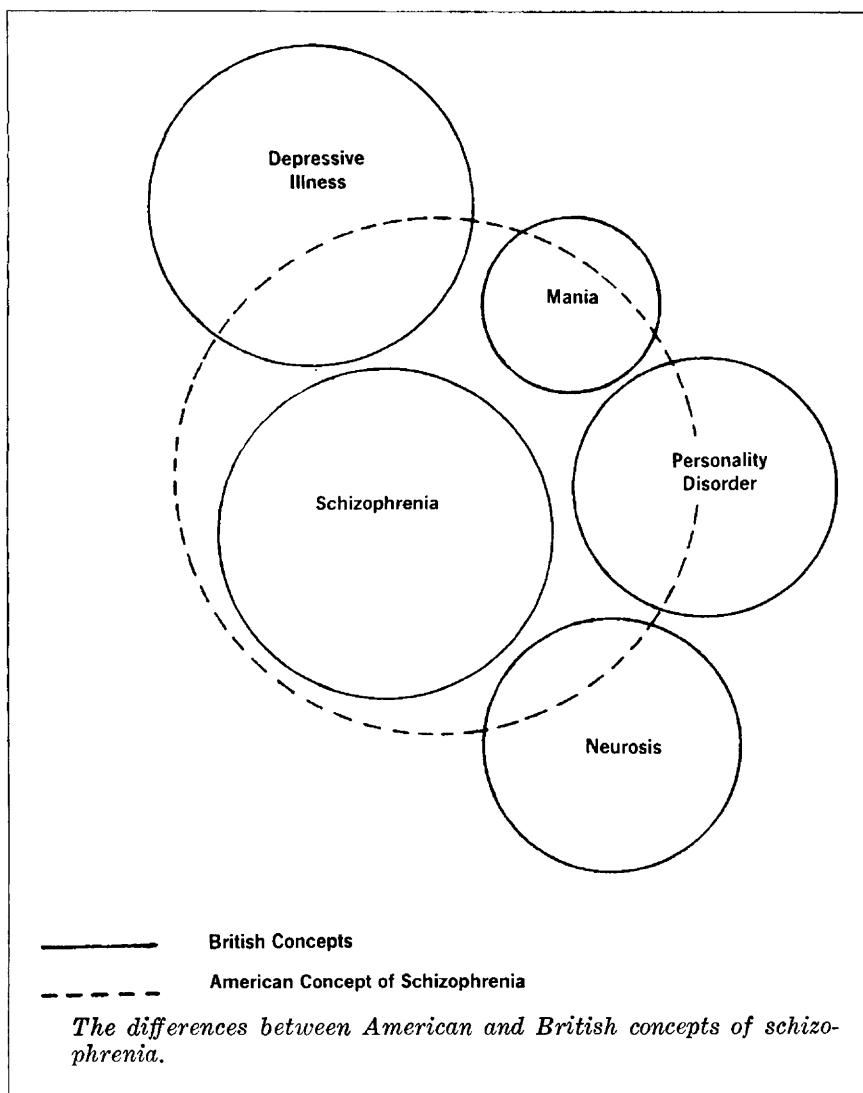 Depressive
Illness
Mania
Personality
Disorder
Schizophrenia
Neurosis
British Concepts
American Concept of Schizophrenia
The differences between American and British concepts of schizo-
phrenia.